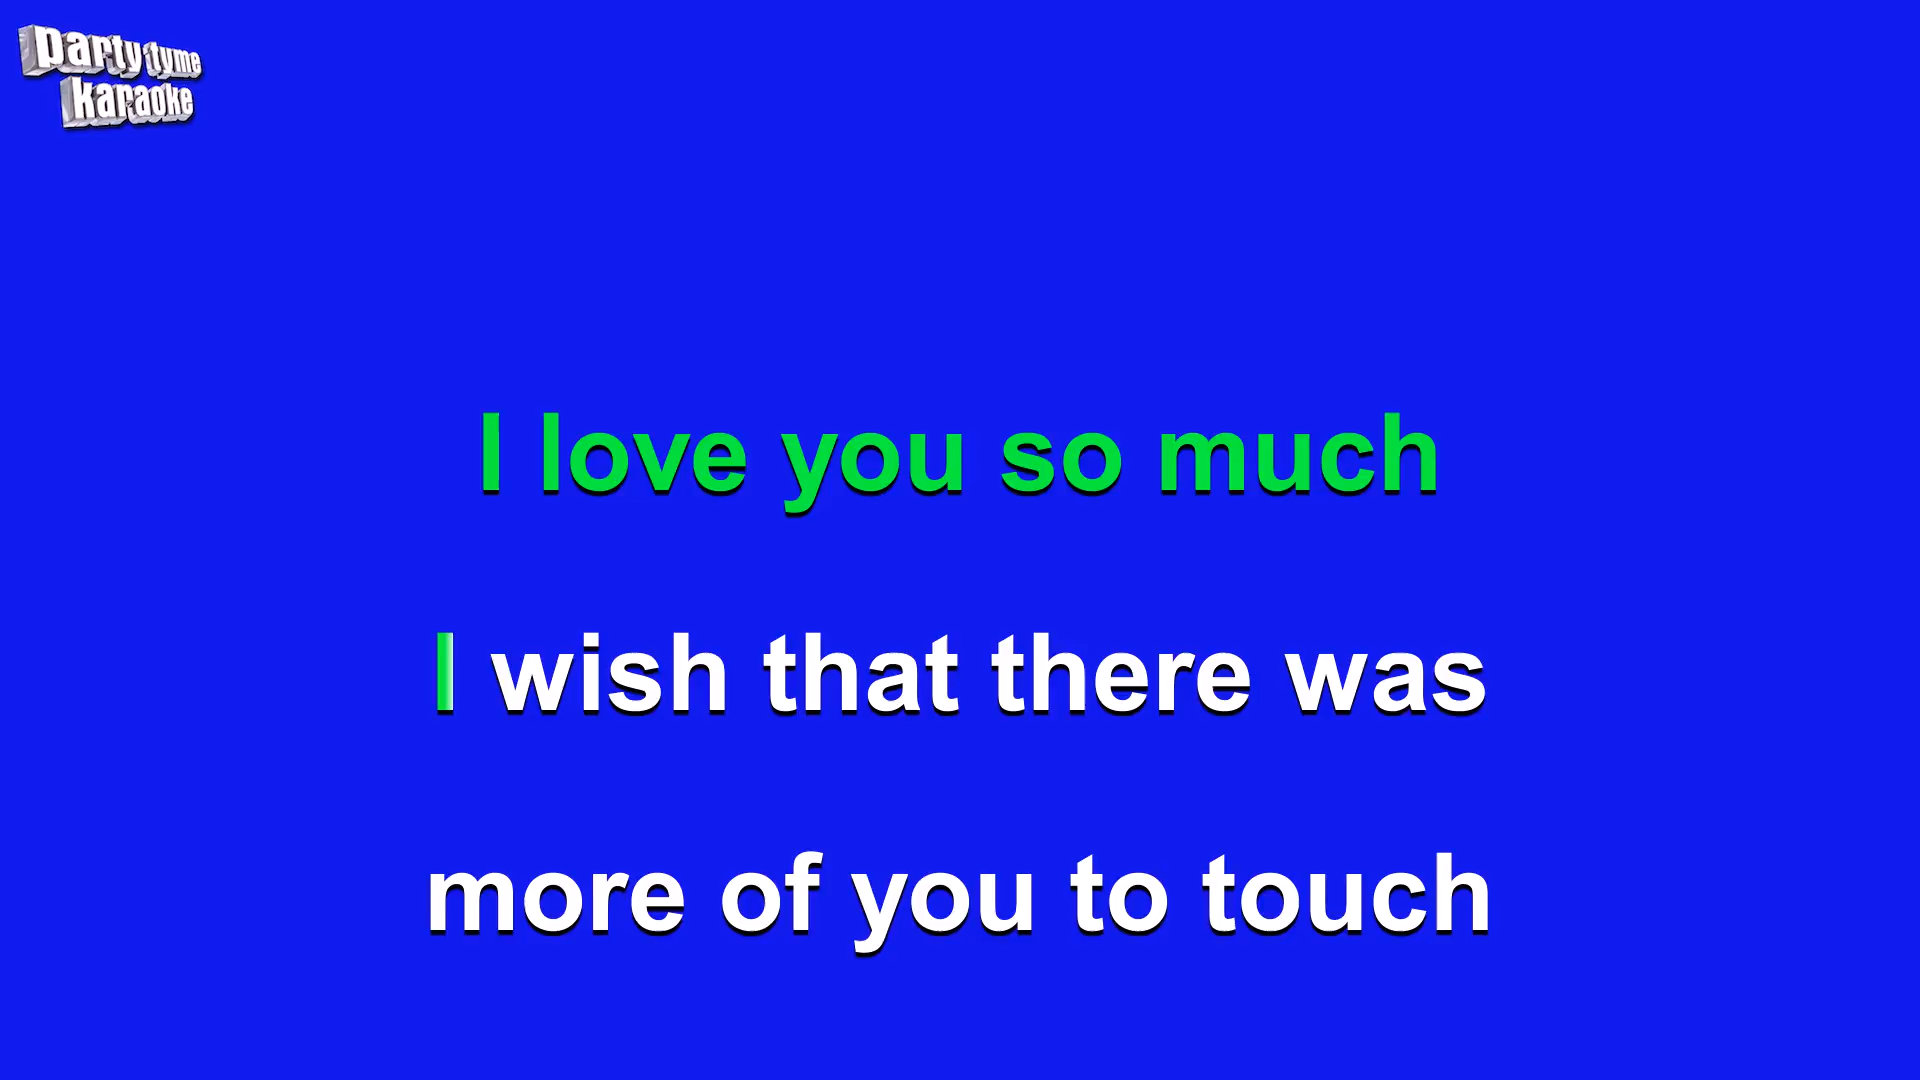 party tyme
karaoke
I love you so much
I wish that there was
more of you to touch